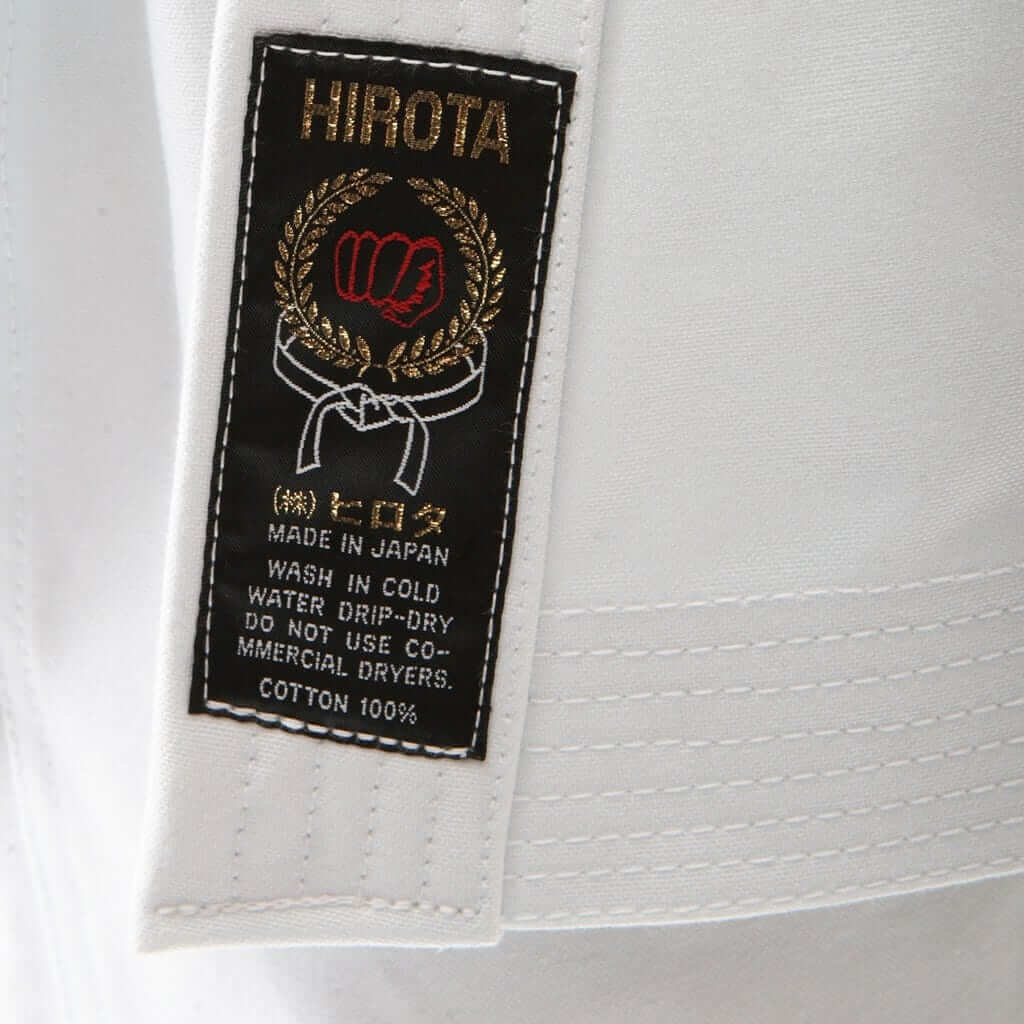 HIROTA
(株)ヒロタ
MADE IN JAPAN
WASH IN COLD
WATER DRIP-DRY
DO NOT USE CO-
MMERCIAL DRYERS.
COTTON 100%